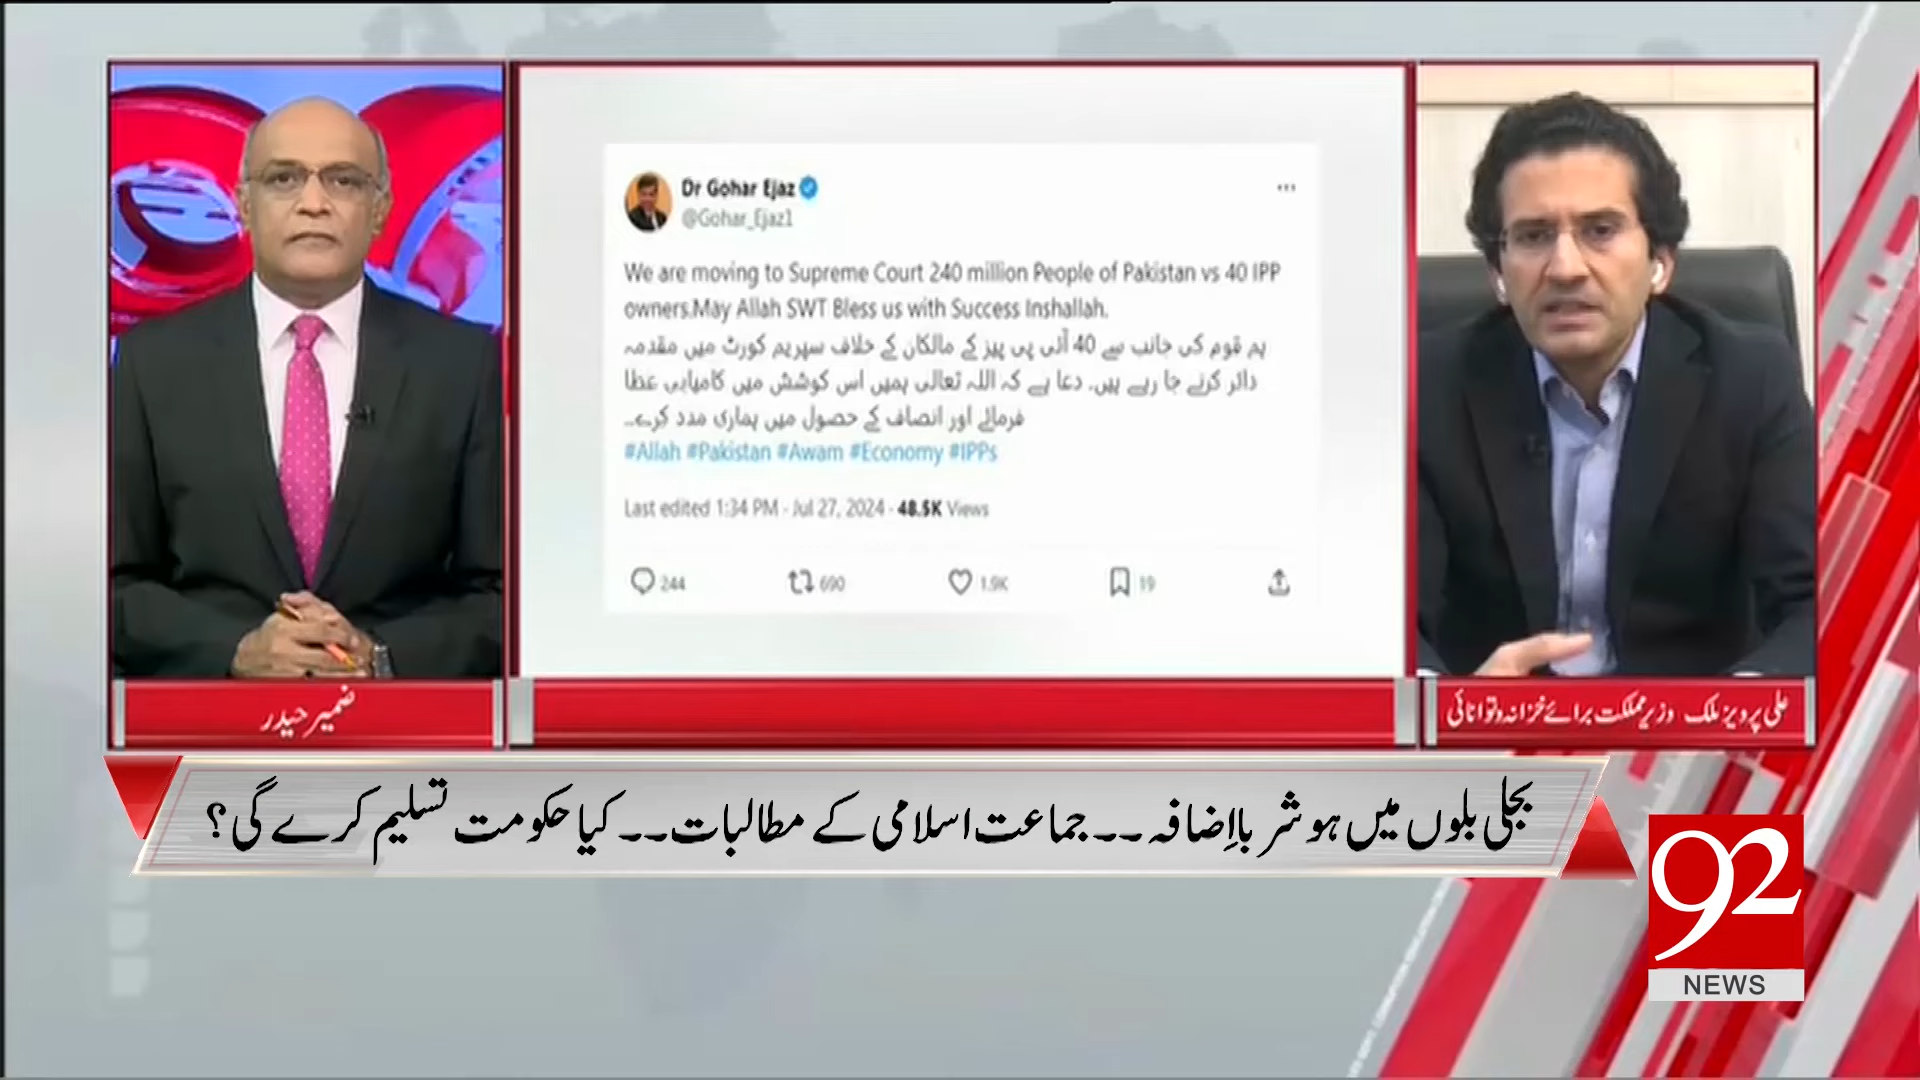 Dr Gohar Ejaz
@Gohar_Ejaz1
We are moving to Supreme Court 240 million People of Pakistan vs 40 IPP
owners.May Allah SWT Bless us with Success Inshallah.
ہم قوم کی جانب سے 40 آئی پی پیز کے مالکان کے خلاف سپریم کورٹ میں مقدمہ
دائر کرنے جا رہے ہیں۔ دعا ہے کہ اللہ تعالی ہمیں اس کوشش میں کامیابی عطا
فرمائے اور انصاف کے حصول میں ہماری مدد کرے۔۔
#Allah #Pakistan #Awam #Economy #IPPs
Last edited 1:34 PM - Jul 27, 2024 - 48.5K Views
244 690 1.9K 19
ضمیر حیدر
علی پرویز ملک وزیر مملکت برائے خزانہ و توانائی
بجلی بلوں میں ہوشربا اِضافہ ۔۔ جماعت اسلامی کے مطالبات ۔۔ کیا حکومت تسلیم کرے گی؟
92
NEWS